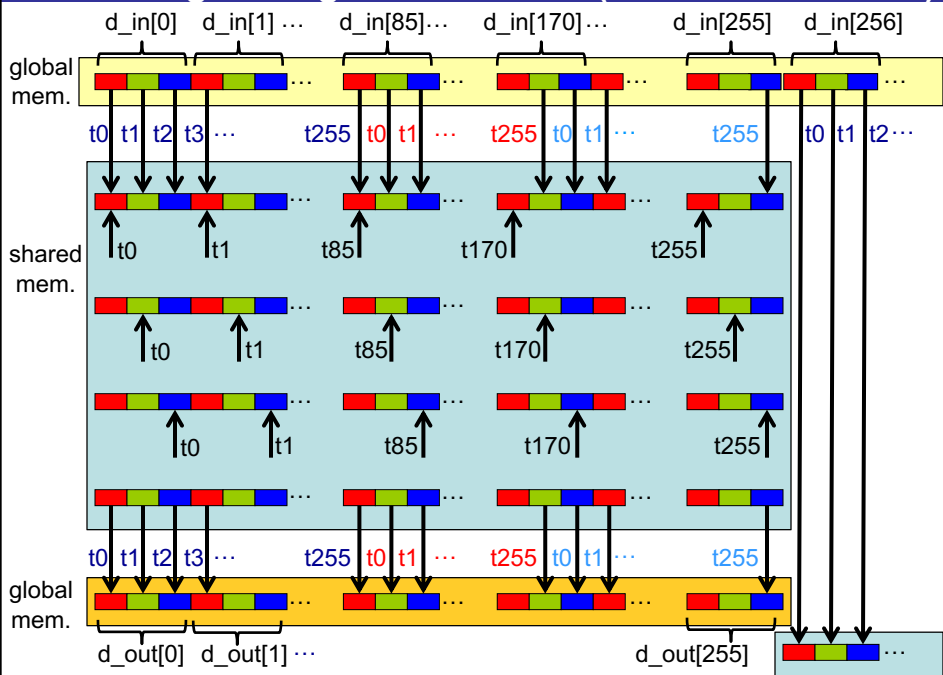 d_in[0] d_in[1] ··· d_in[85]··· d_in[170]··· d_in[255] d_in[256]
global mem. ··· ··· ··· ···
t0 t1 t2 t3 ··· t255 t0 t1 ··· t255 t0 t1 ··· t255 t0 t1 t2···
··· ··· ···
t0 t1 t85 t170 t255
shared mem.
··· ··· ···
t0 t1 t85 t170 t255
··· ··· ···
t0 t1 t85 t170 t255
··· ··· ···
t0 t1 t2 t3 ··· t255 t0 t1 ··· t255 t0 t1 ··· t255
global mem. ··· ··· ···
d_out[0] d_out[1] ··· d_out[255] ···